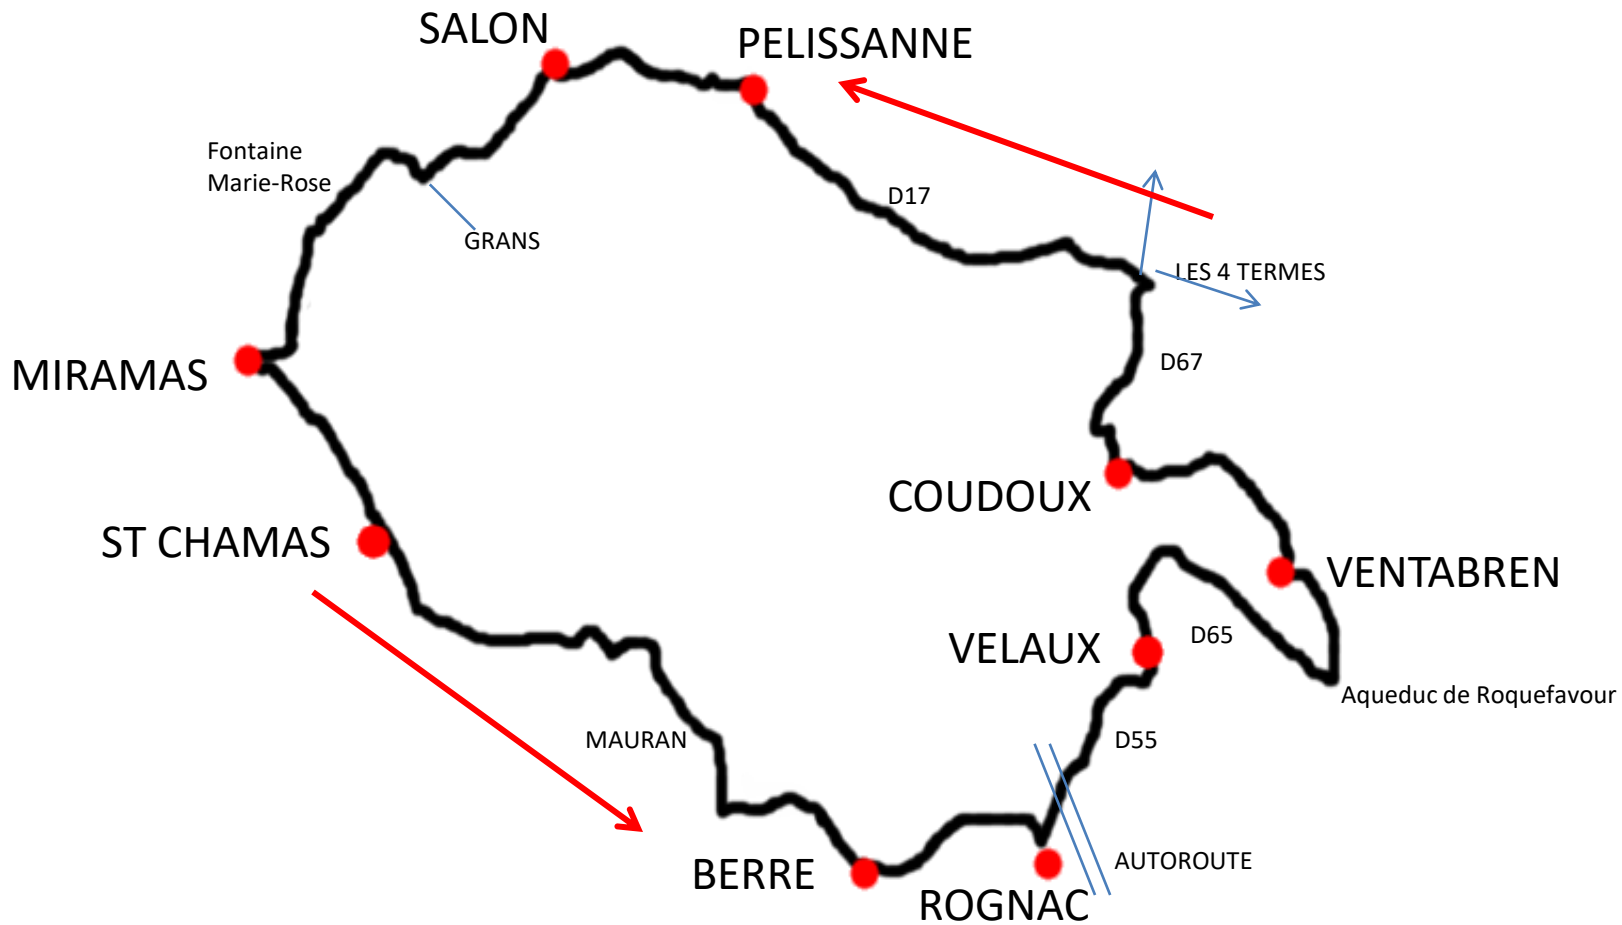 SALON
PELISSANNE
Fontaine
Marie-Rose
D17
GRANS
LES 4 TERMES
MIRAMAS
D67
COUDOUX
ST CHAMAS
VENTABREN
VELAUX
D65
Aqueduc de Roquefavour
MAURAN
D55
BERRE
AUTOROUTE
ROGNAC